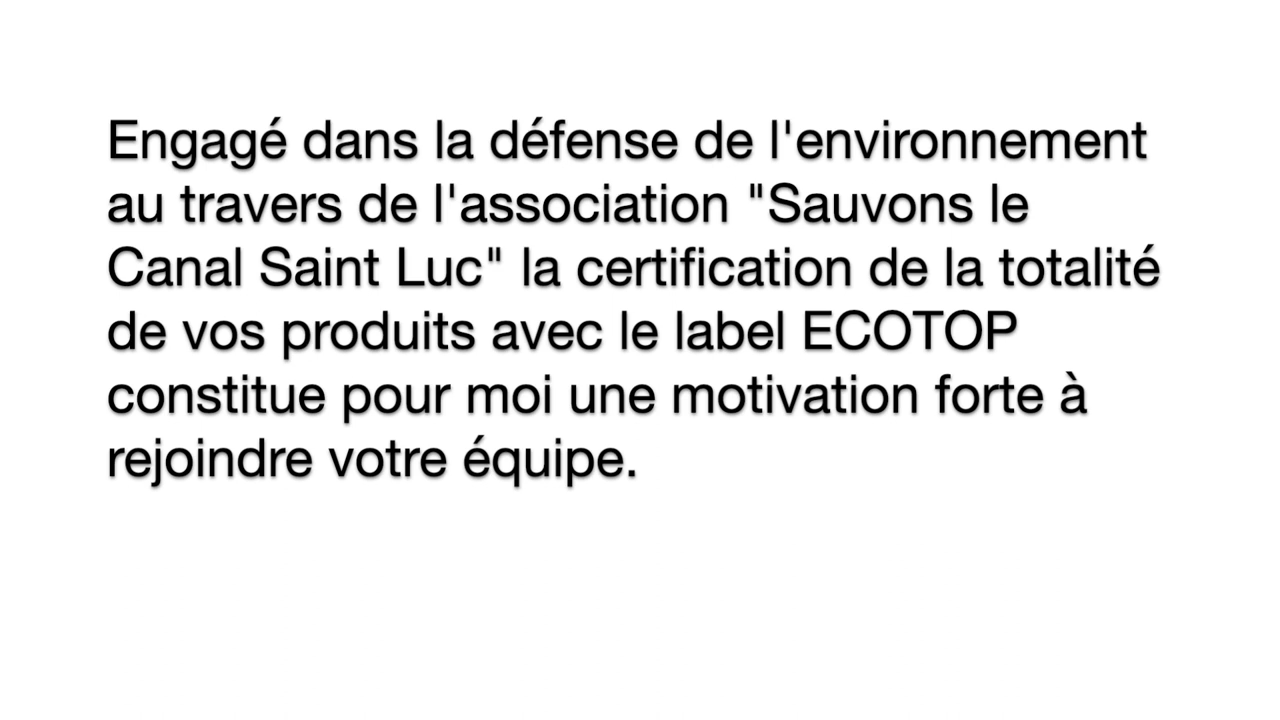 Engagé dans la défense de l'environnement
au travers de l'association "Sauvons le
Canal Saint Luc" la certification de la totalité
de vos produits avec le label ECOTOP
constitue pour moi une motivation forte à
rejoindre votre équipe.